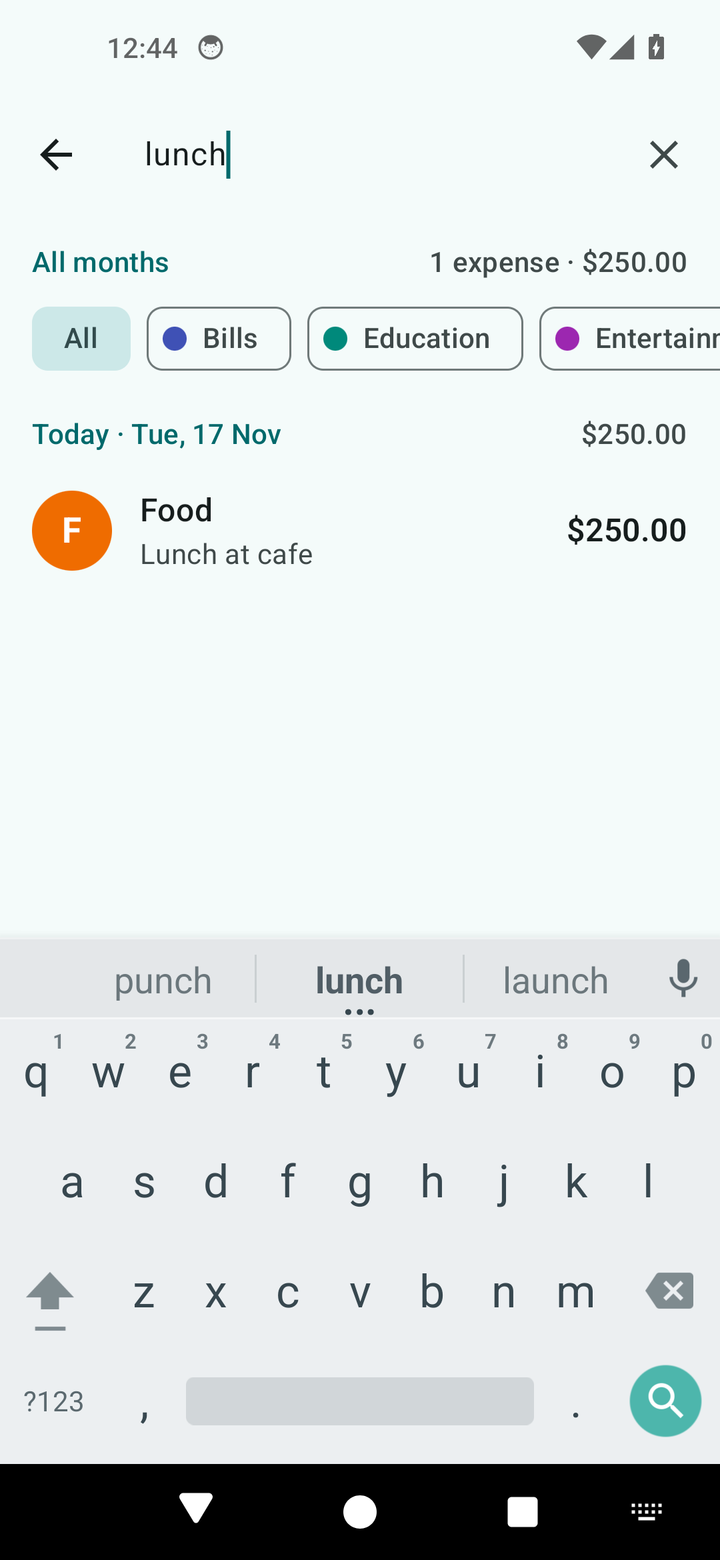 12:44
lunch
All months 1 expense · $250.00
All Bills Education Entertainm
Today · Tue, 17 Nov $250.00
F Food $250.00
Lunch at cafe
punch lunch launch
1 2 3 4 5 6 7 8 9 0
q w e r t y u i o p
a s d f g h j k l
z x c v b n m
?123 , .